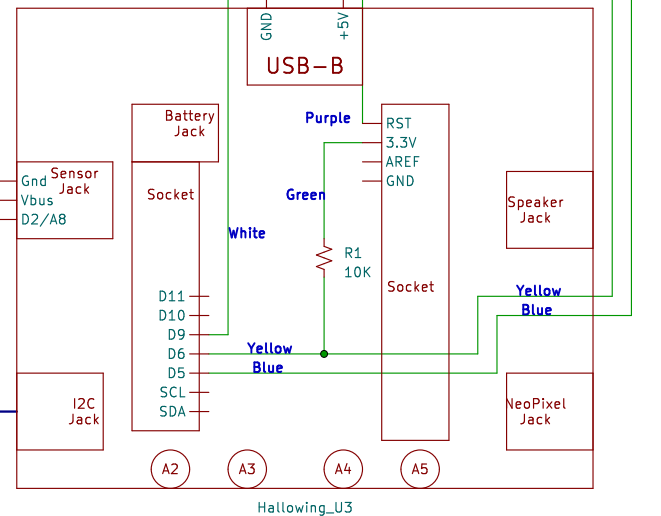 GND
+5V
USB-B
Battery
Jack
Purple
RST
3.3V
AREF
GND
Sensor
Jack
Gnd
Vbus
D2/A8
Socket
Green
Speaker
Jack
White
R1
10K
Socket
D11
D10
D9
D6
D5
SCL
SDA
Yellow
Blue
Yellow
Blue
I2C
Jack
NeoPixel
Jack
A2
A3
A4
A5
Hallowing_U3